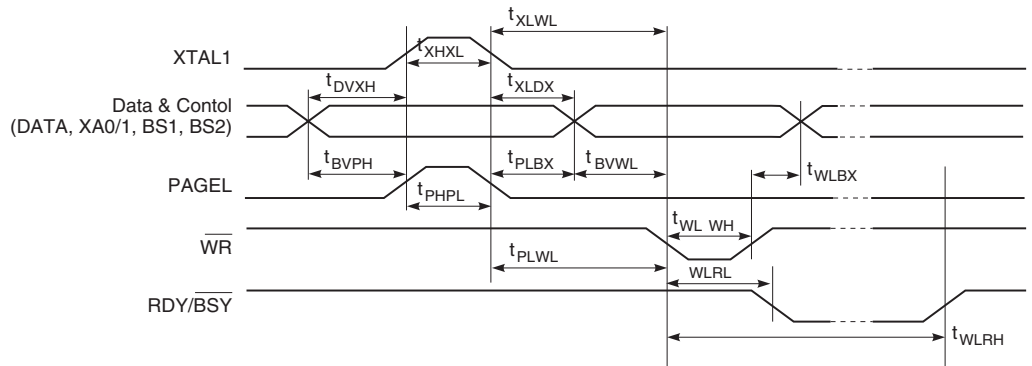 tXLWL
XTAL1
tXHXL
tDVXH
tXLDX
Data & Contol
(DATA, XA0/1, BS1, BS2)
tBVPH
tPLBX
tBVWL
tWLBX
PAGEL
tPHPL
tWL WH
WR
tPLWL
WLRL
RDY/BSY
tWLRH